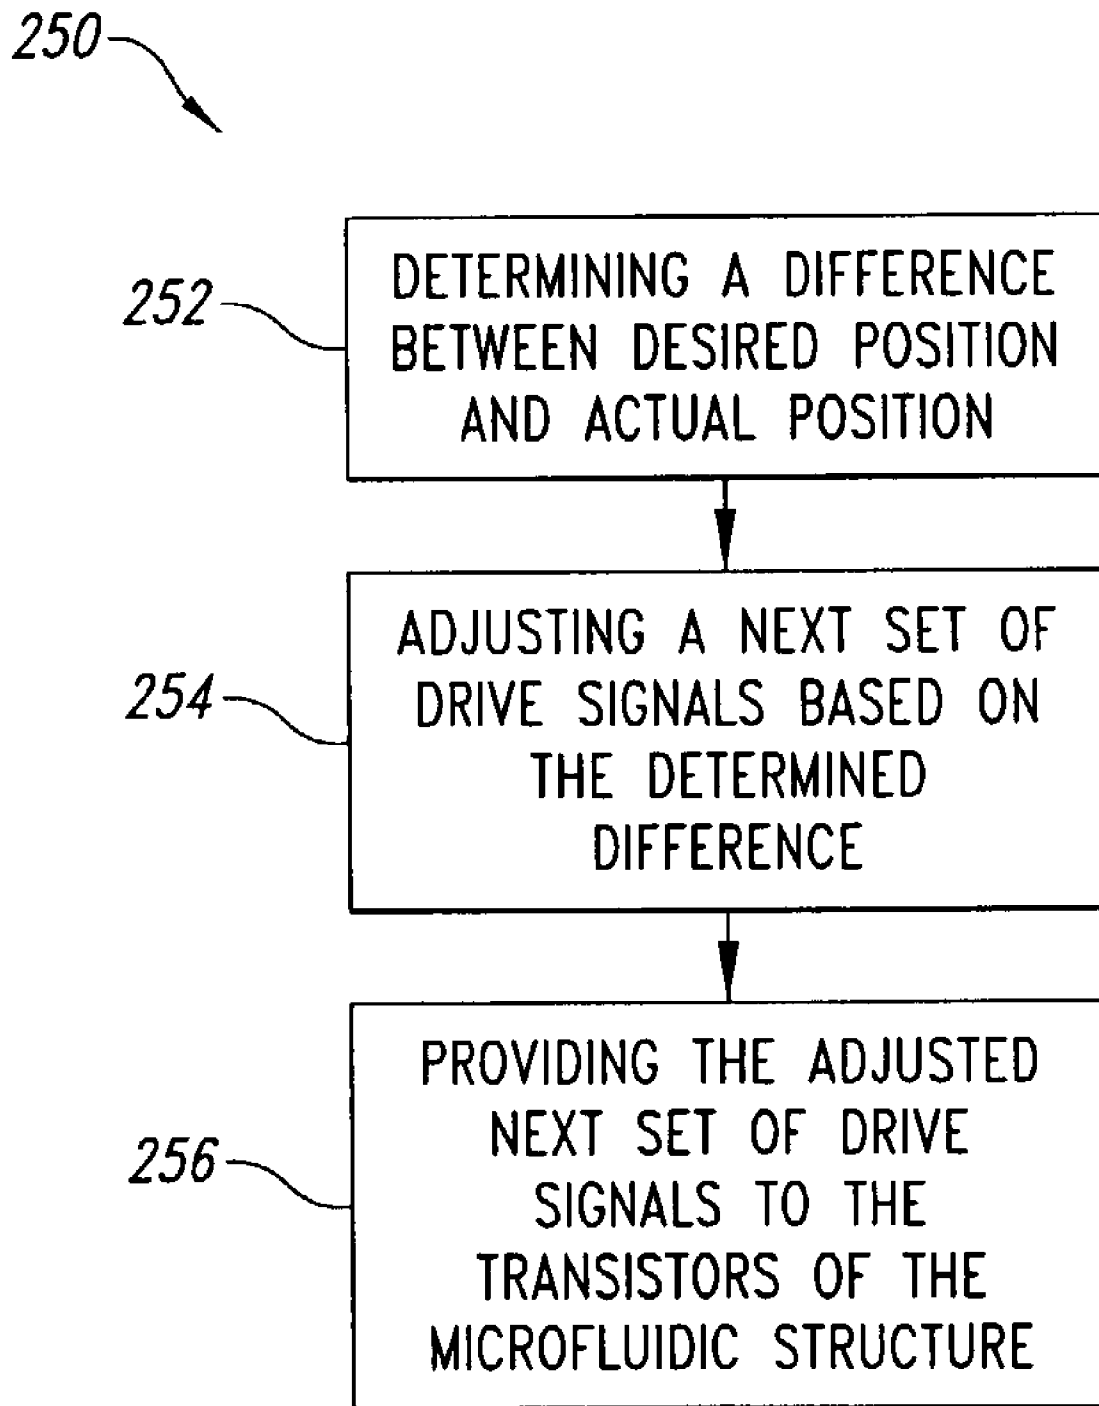 250
252
DETERMINING A DIFFERENCE
BETWEEN DESIRED POSITION
AND ACTUAL POSITION
254
ADJUSTING A NEXT SET OF
DRIVE SIGNALS BASED ON
THE DETERMINED
DIFFERENCE
256
PROVIDING THE ADJUSTED
NEXT SET OF DRIVE
SIGNALS TO THE
TRANSISTORS OF THE
MICROFLUIDIC STRUCTURE